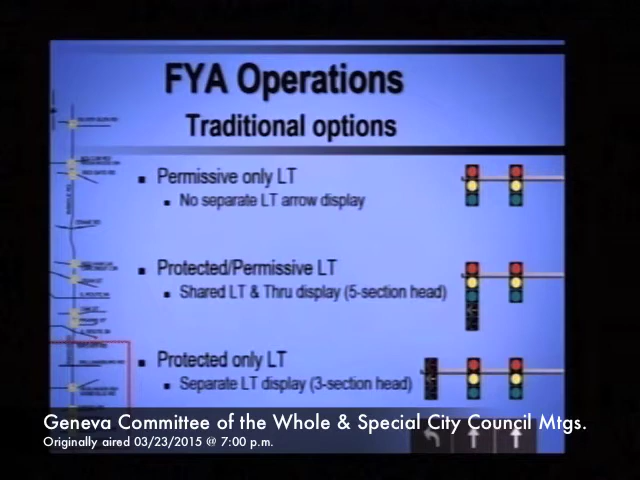 FYA Operations
Traditional options
Permissive only LT
No separate LT arrow display
Protected/Permissive LT
Shared LT & Thru display (5-section head)
Protected only LT
Separate LT display (3-section head)
Geneva Committee of the Whole & Special City Council Mtgs.
Originally aired 03/23/2015 @ 7:00 p.m.